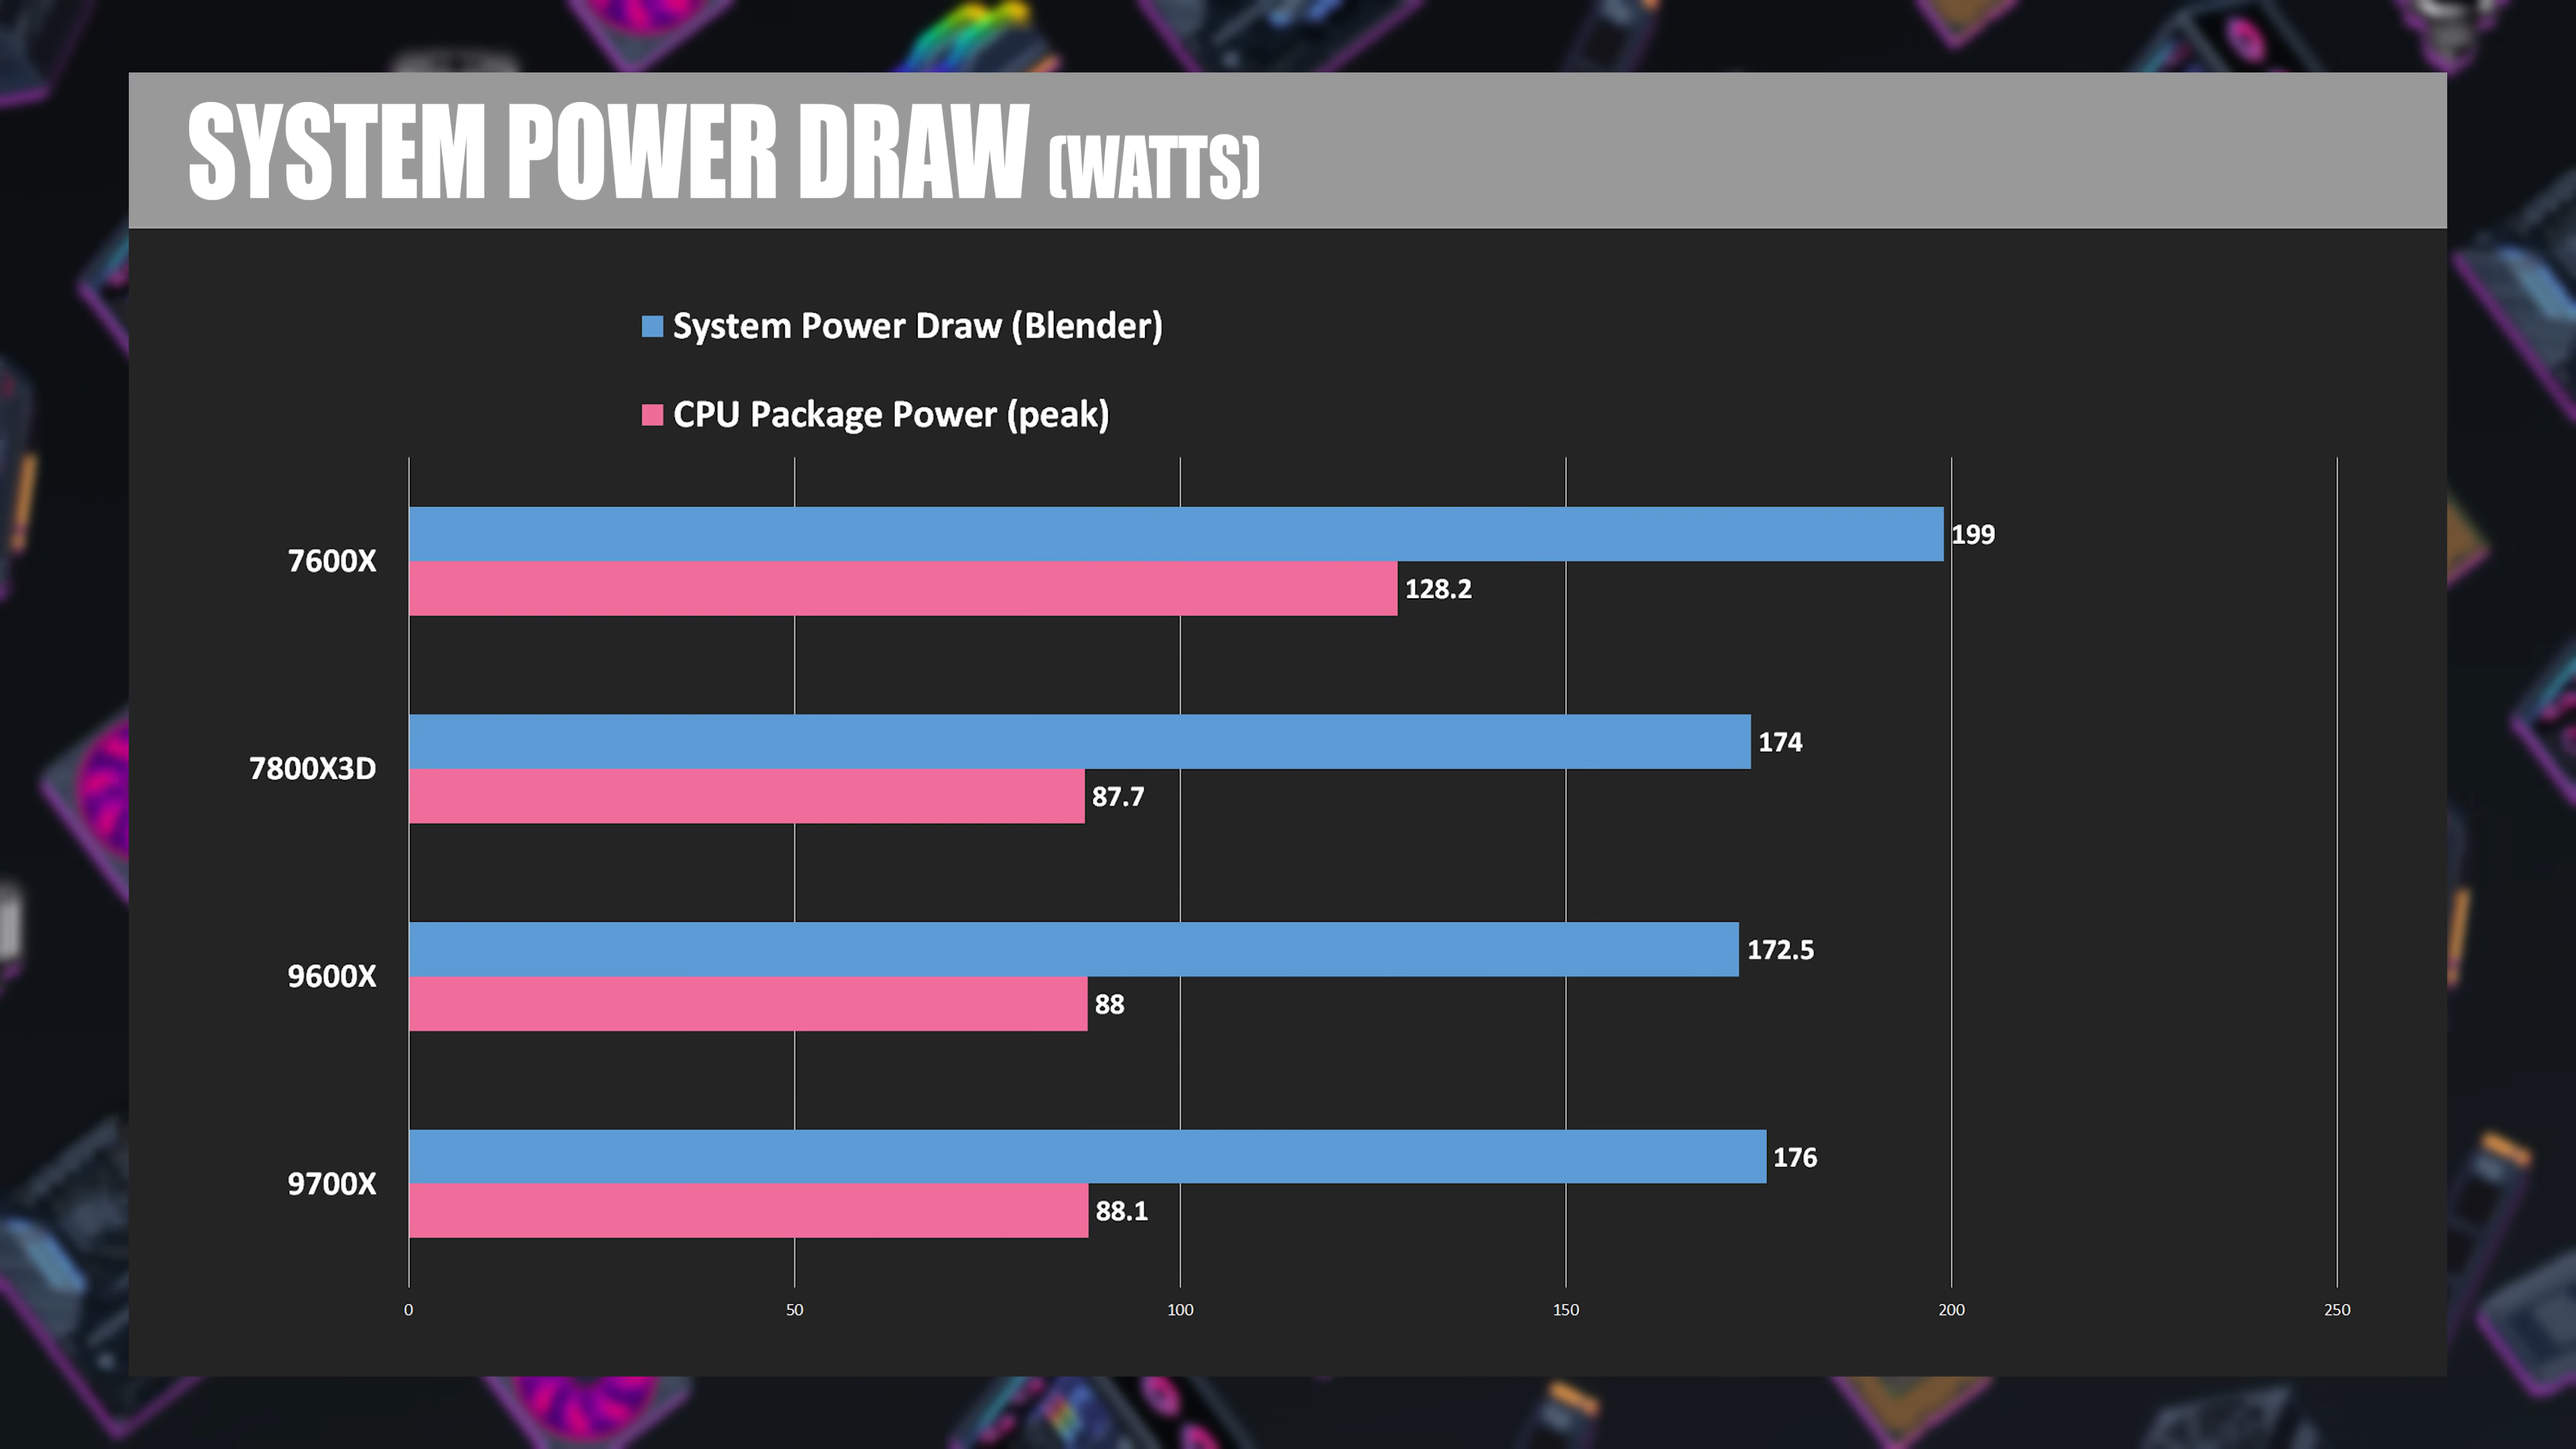 SYSTEM POWER DRAW (WATTS)
System Power Draw (Blender)
CPU Package Power (peak)
7600X
199
128.2
7800X3D
174
87.7
9600X
172.5
88
9700X
176
88.1
0 50 100 150 200 250